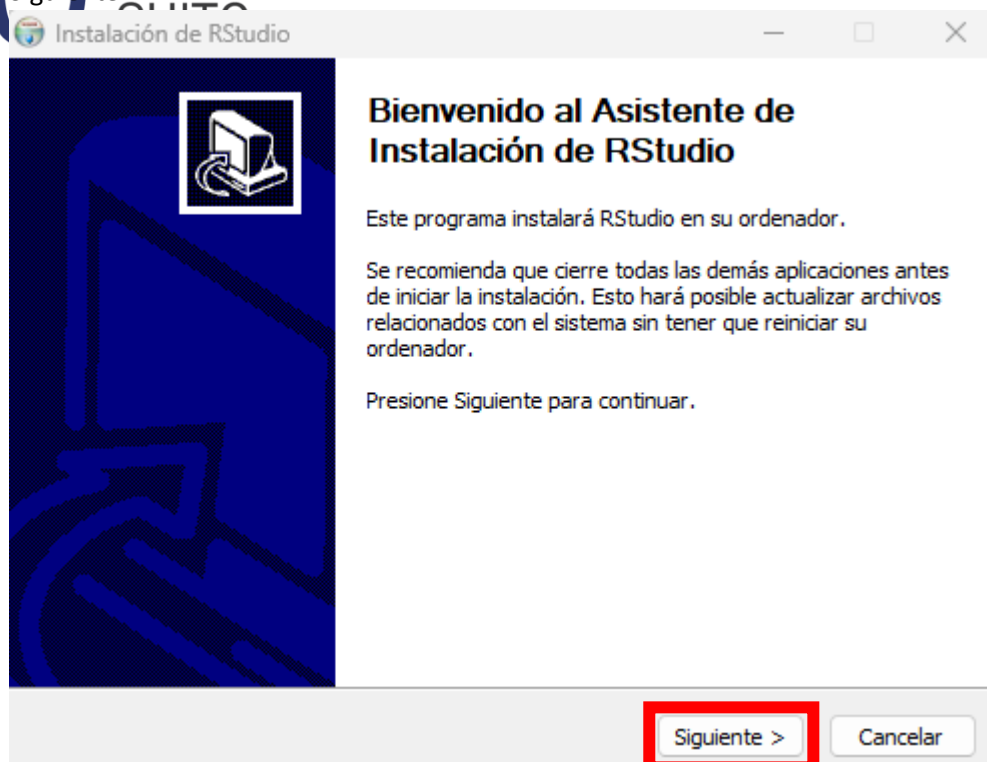 Instalación de RStudio
Bienvenido al Asistente de
Instalación de RStudio
Este programa instalará RStudio en su ordenador.
Se recomienda que cierre todas las demás aplicaciones antes
de iniciar la instalación. Esto hará posible actualizar archivos
relacionados con el sistema sin tener que reiniciar su
ordenador.
Presione Siguiente para continuar.
Siguiente >
Cancelar